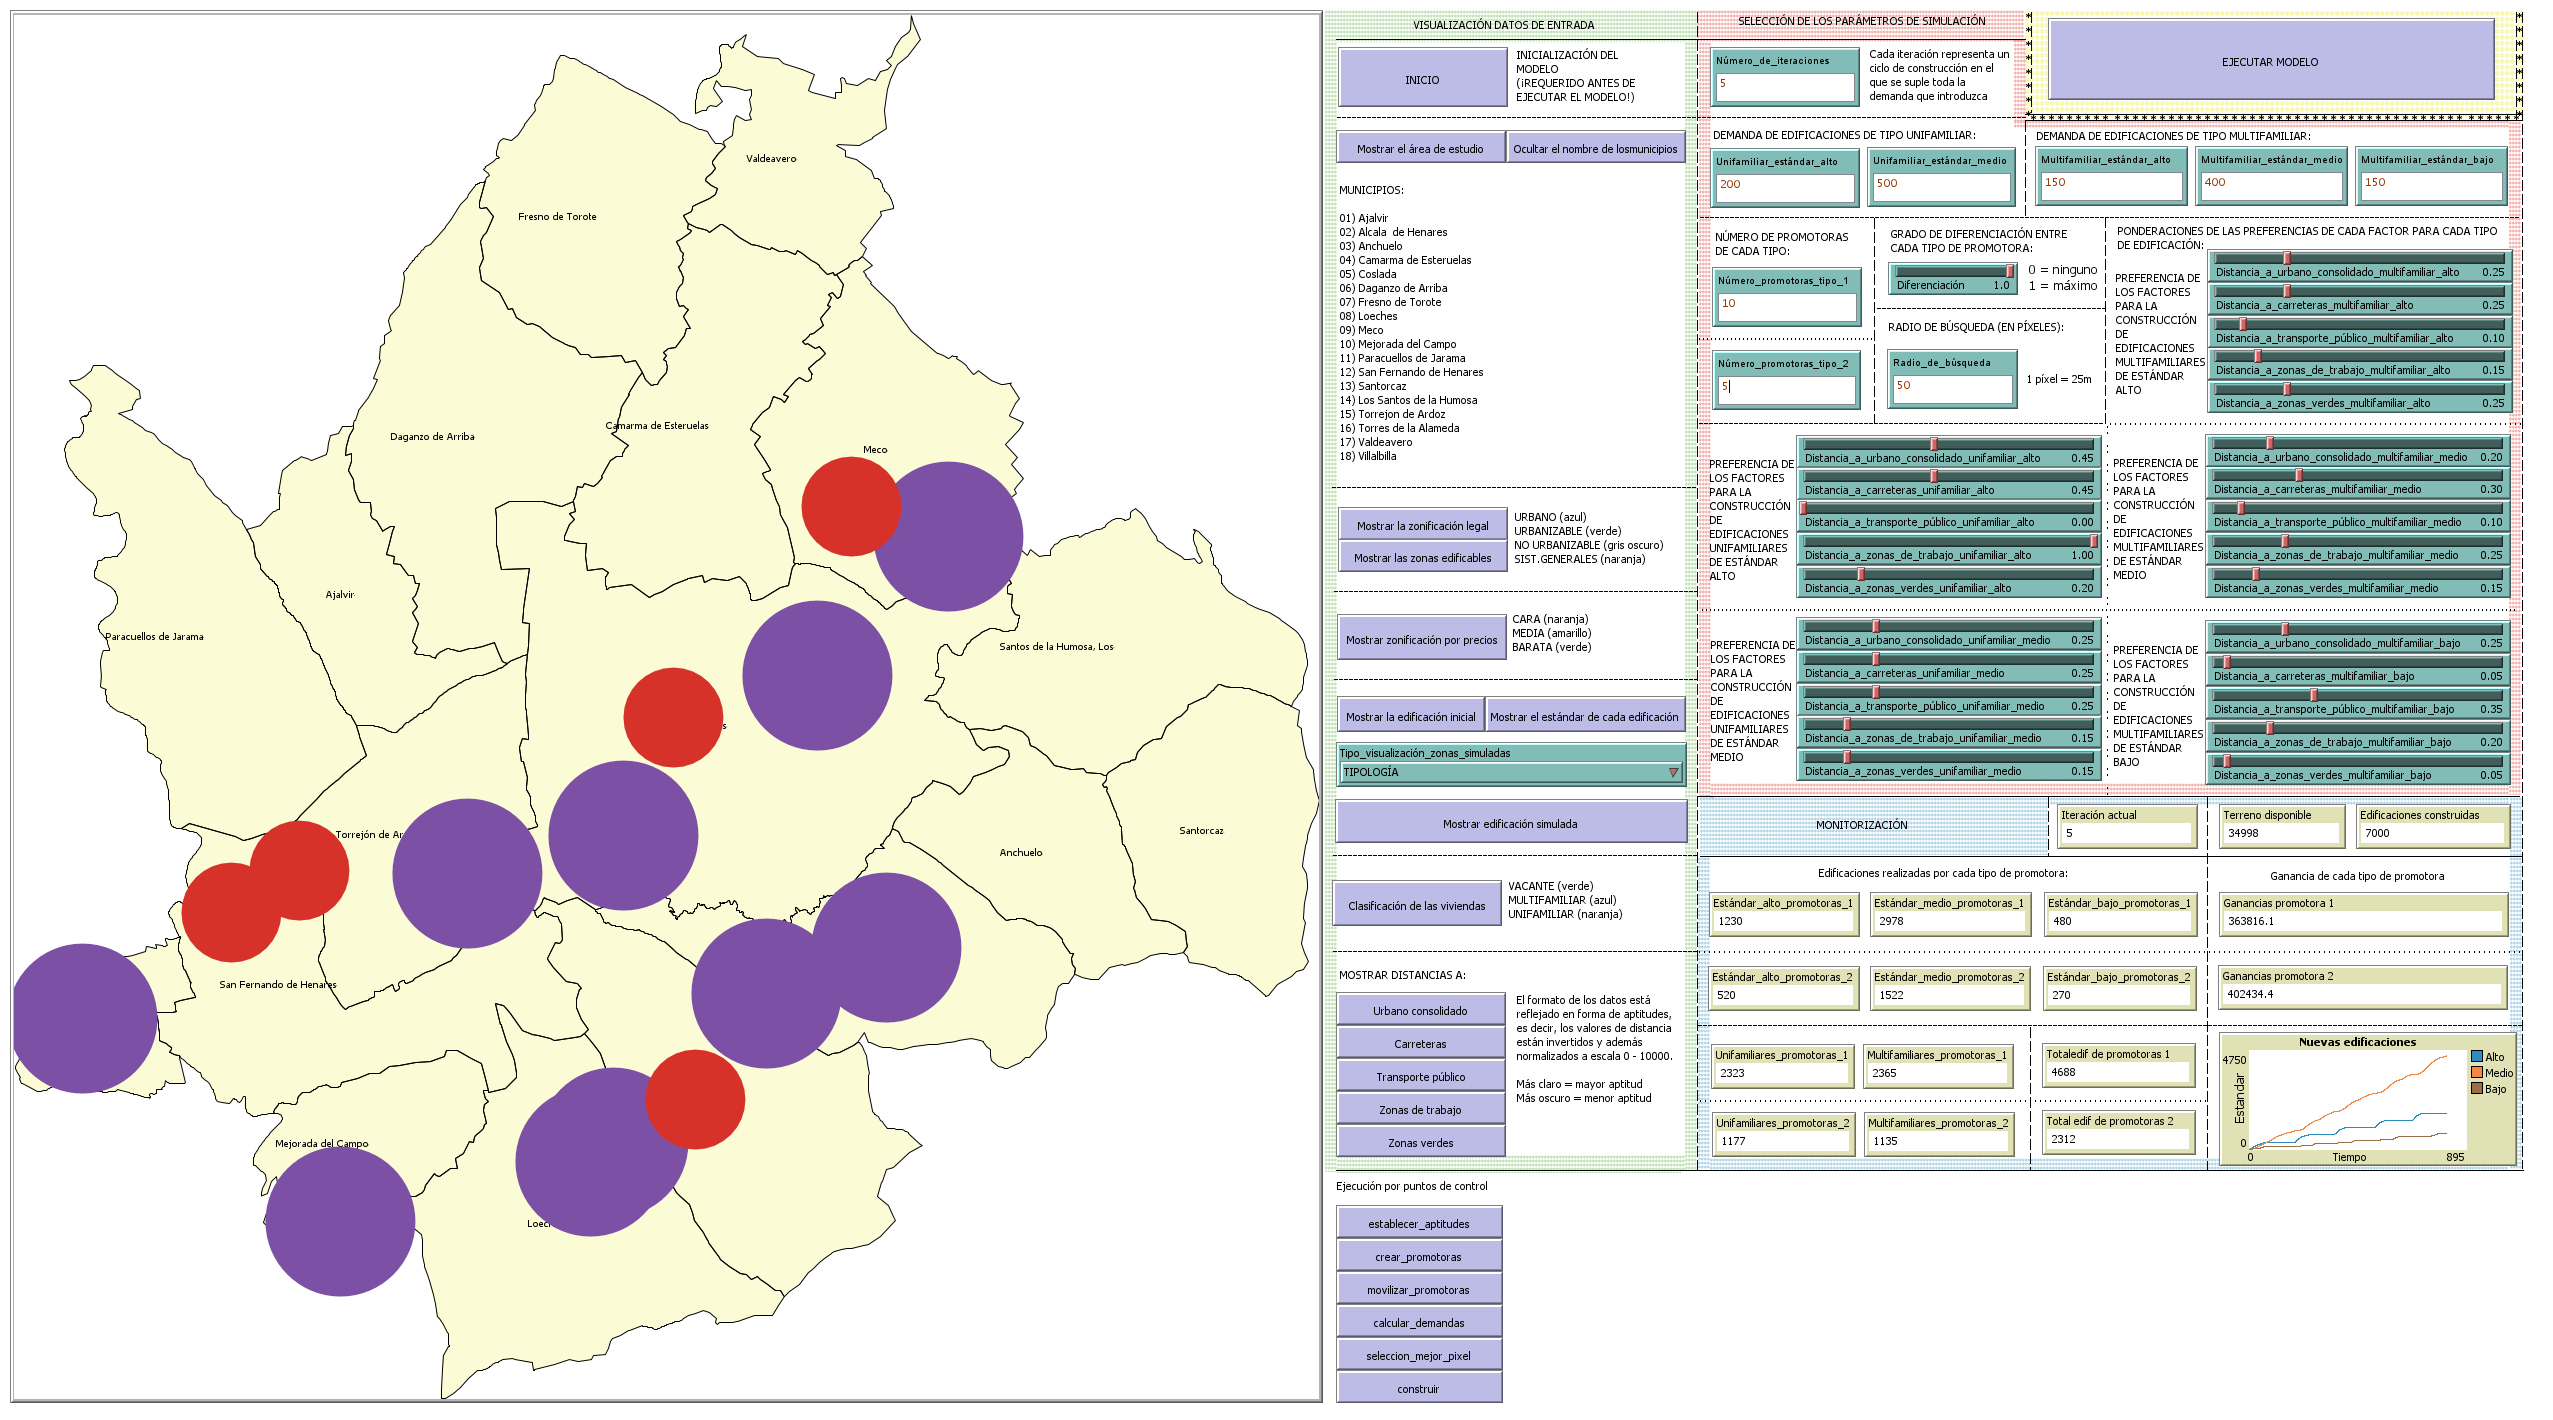 Valdeavero
Fresno de Torote
Daganzo de Arriba
Camarma de Esteruelas
Meco
Ajalvir
Paracuellos de Jarama
Santos de la Humosa, Los
s
Torrejón de Ar
Santorcaz
Anchuelo
San Fernando de Henares
Mejorada del Campo
Loec
VISUALIZACIÓN DATOS DE ENTRADA
INICIO
INICIALIZACIÓN DEL
MODELO
(¡REQUERIDO ANTES DE
EJECUTAR EL MODELO!)
Mostrar el área de estudio
Ocultar el nombre de losmunicipios
MUNICIPIOS:
01) Ajalvir
02) Alcala de Henares
03) Anchuelo
04) Camarma de Esteruelas
05) Coslada
06) Daganzo de Arriba
07) Fresno de Torote
08) Loeches
09) Meco
10) Mejorada del Campo
11) Paracuellos de Jarama
12) San Fernando de Henares
13) Santorcaz
14) Los Santos de la Humosa
15) Torrejon de Ardoz
16) Torres de la Alameda
17) Valdeavero
18) Villalbilla
Mostrar la zonificación legal
Mostrar las zonas edificables
URBANO (azul)
URBANIZABLE (verde)
NO URBANIZABLE (gris oscuro)
SIST.GENERALES (naranja)
Mostrar zonificación por precios
CARA (naranja)
MEDIA (amarillo)
BARATA (verde)
Mostrar la edificación inicial
Mostrar el estándar de cada edificación
Tipo_visualización_zonas_simuladas
TIPOLOGÍA
Mostrar edificación simulada
Clasificación de las viviendas
VACANTE (verde)
MULTIFAMILIAR (azul)
UNIFAMILIAR (naranja)
MOSTRAR DISTANCIAS A:
Urbano consolidado
Carreteras
Transporte público
Zonas de trabajo
Zonas verdes
El formato de los datos está
reflejado en forma de aptitudes,
es decir, los valores de distancia
están invertidos y además
normalizados a escala 0 - 10000.
Más claro = mayor aptitud
Más oscuro = menor aptitud
Ejecución por puntos de control
establecer_aptitudes
crear_promotoras
movilizar_promotoras
calcular_demandas
seleccion_mejor_pixel
construir
SELECCIÓN DE LOS PARÁMETROS DE SIMULACIÓN
Número_de_iteraciones
5
Cada iteración representa un
ciclo de construcción en el
que se suple toda la
demanda que introduzca
EJECUTAR MODELO
DEMANDA DE EDIFICACIONES DE TIPO UNIFAMILIAR:
Unifamiliar_estándar_alto
200
Unifamiliar_estándar_medio
500
DEMANDA DE EDIFICACIONES DE TIPO MULTIFAMILIAR:
Multifamiliar_estándar_alto
150
Multifamiliar_estándar_medio
400
Multifamiliar_estándar_bajo
150
NÚMERO DE PROMOTORAS
DE CADA TIPO:
Número_promotoras_tipo_1
10
Número_promotoras_tipo_2
5
GRADO DE DIFERENCIACIÓN ENTRE
CADA TIPO DE PROMOTORA:
Diferenciación 1.0
0 = ninguno
1 = máximo
RADIO DE BÚSQUEDA (EN PÍXELES):
Radio_de_búsqueda
50
1 píxel = 25m
PONDERACIONES DE LAS PREFERENCIAS DE CADA FACTOR PARA CADA TIPO
DE EDIFICACIÓN:
PREFERENCIA DE
LOS FACTORES
PARA LA
CONSTRUCCIÓN
DE
EDIFICACIONES
MULTIFAMILIARES
DE ESTÁNDAR
ALTO
Distancia_a_urbano_consolidado_multifamiliar_alto 0.25
Distancia_a_carreteras_multifamiliar_alto 0.25
Distancia_a_transporte_público_multifamiliar_alto 0.10
Distancia_a_zonas_de_trabajo_multifamiliar_alto 0.15
Distancia_a_zonas_verdes_multifamiliar_alto 0.25
PREFERENCIA DE
LOS FACTORES
PARA LA
CONSTRUCCIÓN
DE
EDIFICACIONES
UNIFAMILIARES
DE ESTÁNDAR
ALTO
Distancia_a_urbano_consolidado_unifamiliar_alto 0.45
Distancia_a_carreteras_unifamiliar_alto 0.45
Distancia_a_transporte_público_unifamiliar_alto 0.00
Distancia_a_zonas_de_trabajo_unifamiliar_alto 1.00
Distancia_a_zonas_verdes_unifamiliar_alto 0.20
PREFERENCIA DE
LOS FACTORES
PARA LA
CONSTRUCCIÓN
DE
EDIFICACIONES
MULTIFAMILIARES
DE ESTÁNDAR
MEDIO
Distancia_a_urbano_consolidado_multifamiliar_medio 0.20
Distancia_a_carreteras_multifamiliar_medio 0.30
Distancia_a_transporte_público_multifamiliar_medio 0.10
Distancia_a_zonas_de_trabajo_multifamiliar_medio 0.25
Distancia_a_zonas_verdes_multifamiliar_medio 0.15
PREFERENCIA DE
LOS FACTORES
PARA LA
CONSTRUCCIÓN
DE
EDIFICACIONES
UNIFAMILIARES
DE ESTÁNDAR
MEDIO
Distancia_a_urbano_consolidado_unifamiliar_medio 0.25
Distancia_a_carreteras_unifamiliar_medio 0.25
Distancia_a_transporte_público_unifamiliar_medio 0.25
Distancia_a_zonas_de_trabajo_unifamiliar_medio 0.15
Distancia_a_zonas_verdes_unifamiliar_medio 0.15
PREFERENCIA DE
LOS FACTORES
PARA LA
CONSTRUCCIÓN
DE
EDIFICACIONES
MULTIFAMILIARES
DE ESTÁNDAR
BAJO
Distancia_a_urbano_consolidado_multifamiliar_bajo 0.25
Distancia_a_carreteras_multifamiliar_bajo 0.05
Distancia_a_transporte_público_multifamiliar_bajo 0.35
Distancia_a_zonas_de_trabajo_multifamiliar_bajo 0.20
Distancia_a_zonas_verdes_multifamiliar_bajo 0.05
MONITORIZACIÓN
Iteración actual
5
Terreno disponible
34998
Edificaciones construidas
7000
Edificaciones realizadas por cada tipo de promotora:
Ganancia de cada tipo de promotora
Estándar_alto_promotoras_1
1230
Estándar_medio_promotoras_1
2978
Estándar_bajo_promotoras_1
480
Ganancias promotora 1
363816.1
Estándar_alto_promotoras_2
520
Estándar_medio_promotoras_2
1522
Estándar_bajo_promotoras_2
270
Ganancias promotora 2
402434.4
Unifamiliares_promotoras_1
2323
Multifamiliares_promotoras_1
2365
Totaledif de promotoras 1
4688
Unifamiliares_promotoras_2
1177
Multifamiliares_promotoras_2
1135
Total edif de promotoras 2
2312
Nuevas edificaciones
Estandar
4750
0
0
Tiempo
895
Alto
Medio
Bajo